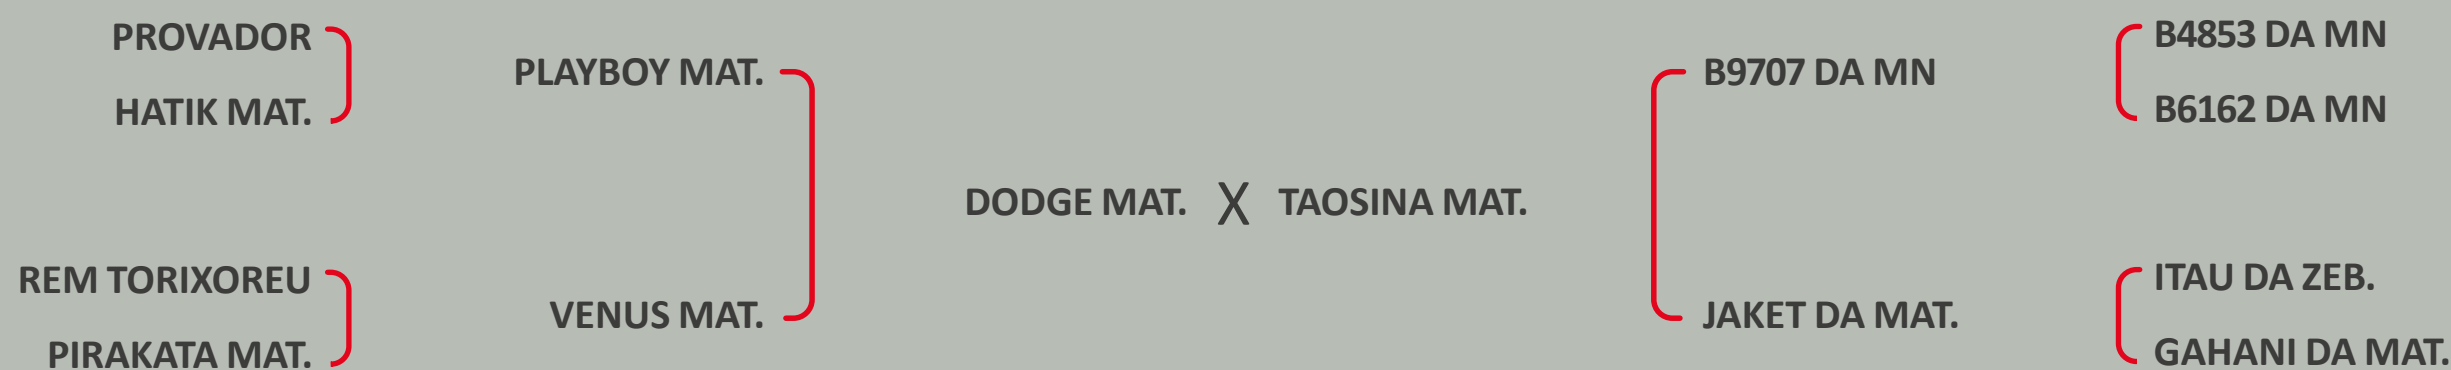 PROVADOR
HATIK MAT.
PLAYBOY MAT.
REM TORIXOREU
PIRAKATA MAT.
VENUS MAT.
DODGE MAT. X TAOSINA MAT.
B9707 DA MN
B4853 DA MN
B6162 DA MN
JAKET DA MAT.
ITAU DA ZEB.
GAHANI DA MAT.